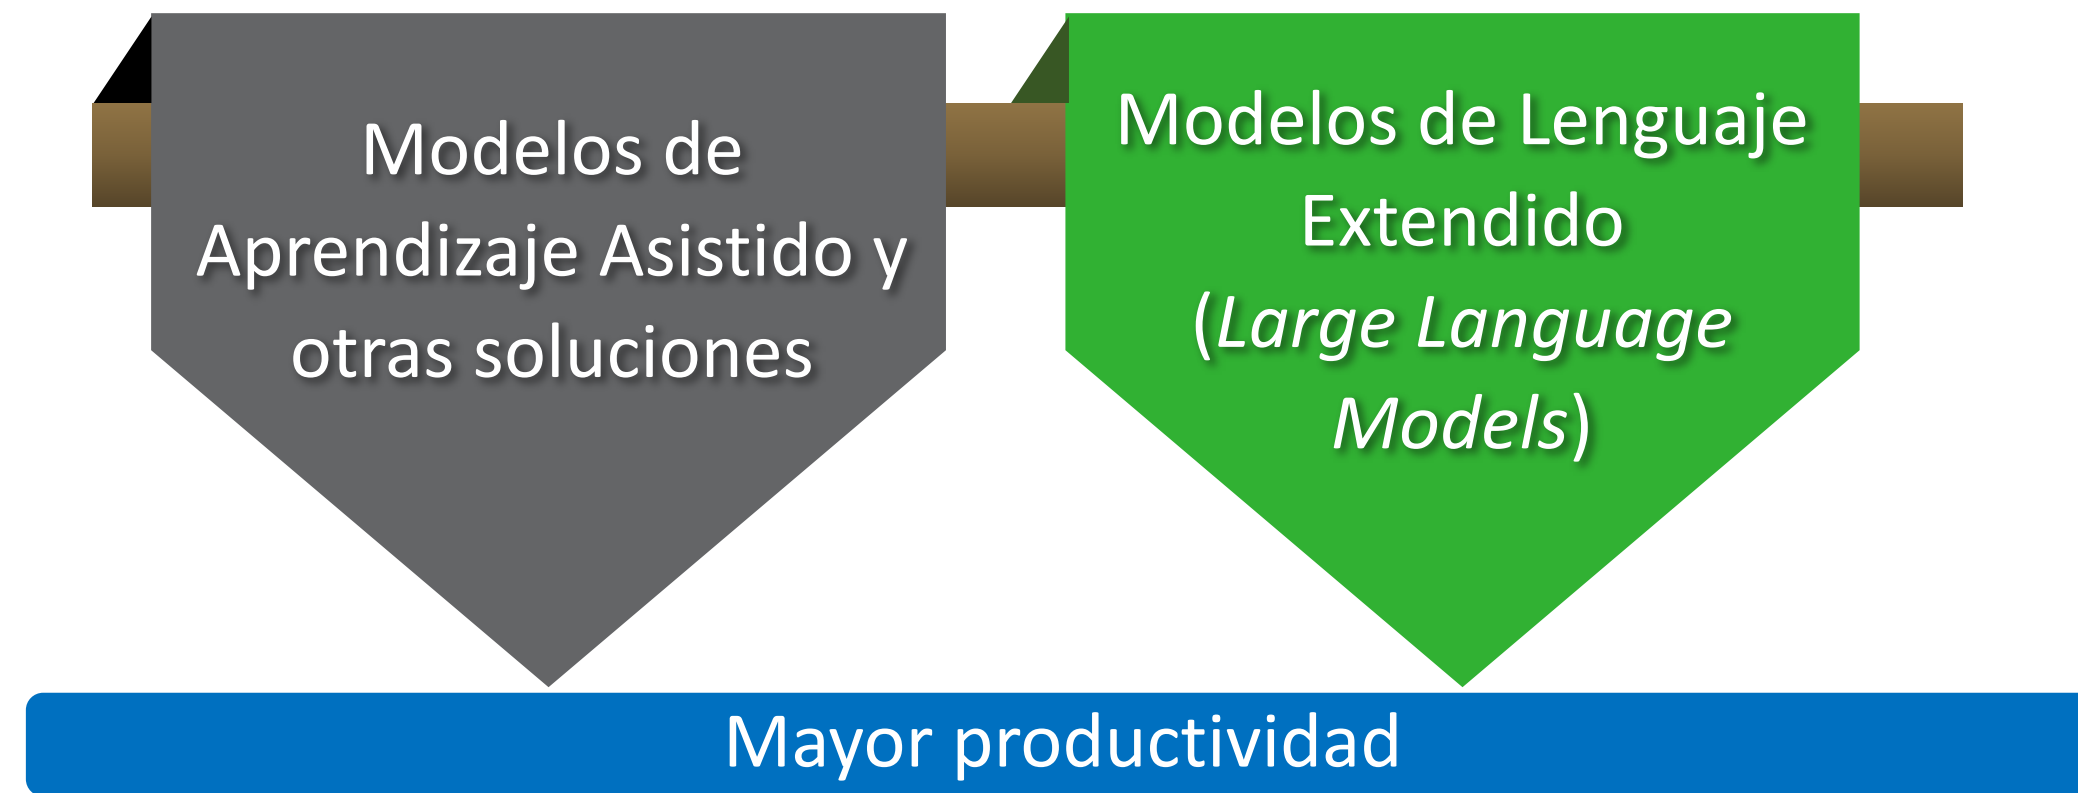 Modelos de
Aprendizaje Asistido y
otras soluciones
Modelos de Lenguaje
Extendido
(Large Language
Models)
Mayor productividad